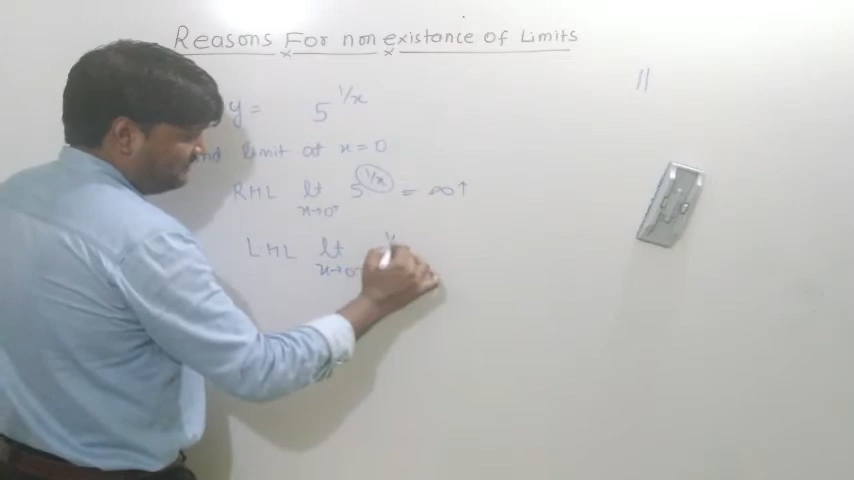 Reasons For non existance of Limits
y = 5^{1/x}
limit at x = 0
RHL lt x→0⁺ 5^{1/x} = ∞↑
LHL lt x→0⁻